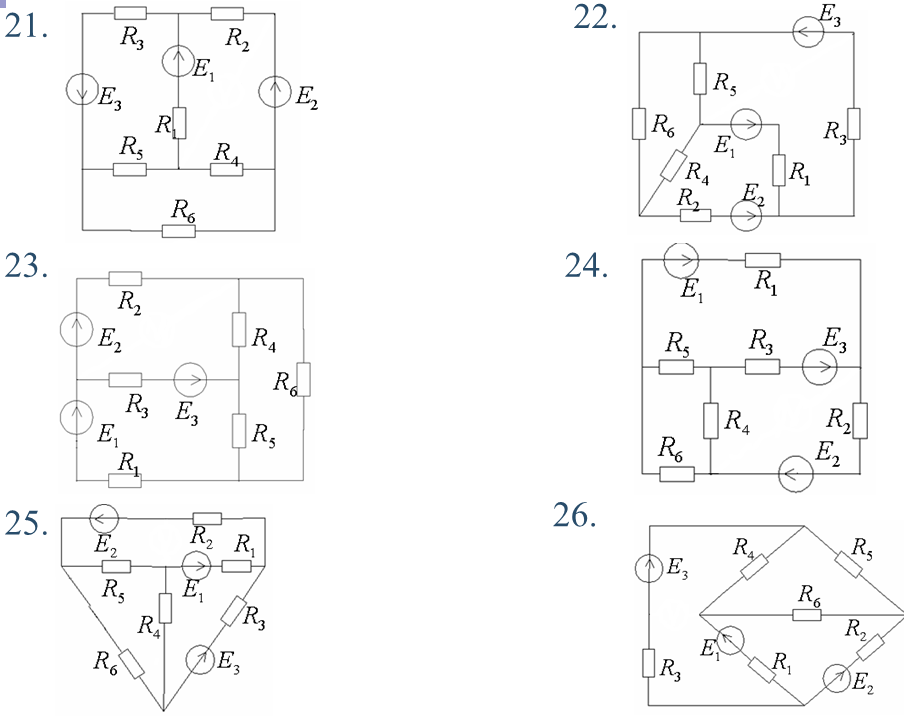 21.
R3 R2
E1
E3 E2
R1
R5 R4
R6
22.
E3
R5
R6 E1 R3
R4 R1
R2 E2
23.
R2
E2 R4
R3 E3 R6
E1 R5
R1
24.
E1 R1
R5 R3 E3
R4 R2
R6 E2
25.
E2 R2 R1
R5 E1
R4 R3
R6 E3
26.
R4 R5
E3
R6
E1 R2
R3 R1 E2